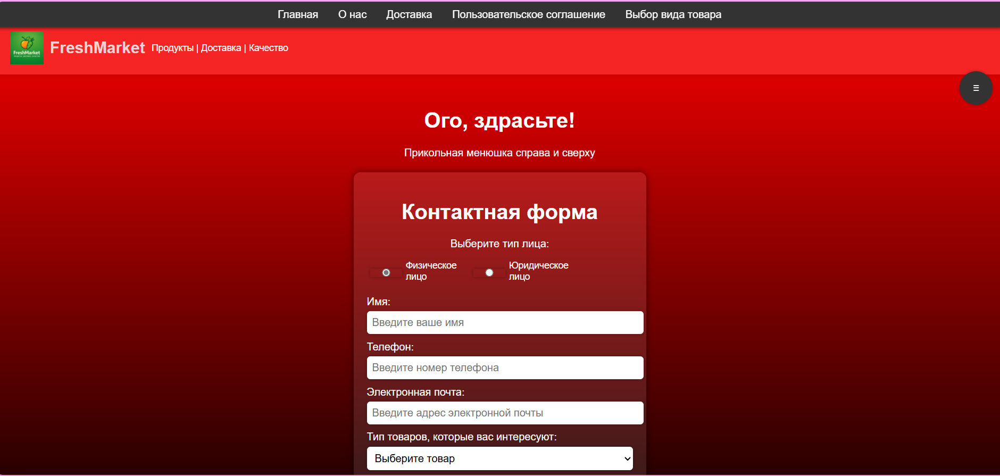 Главная О нас Доставка Пользовательское соглашение Выбор вида товара
FreshMarket
FreshMarket Продукты | Доставка | Качество
☰
Ого, здрасьте!
Прикольная менюшка справа и сверху
Контактная форма
Выберите тип лица:
Физическое
лицо
Юридическое
лицо
Имя:
Введите ваше имя
Телефон:
Введите номер телефона
Электронная почта:
Введите адрес электронной почты
Тип товаров, которые вас интересуют:
Выберите товар